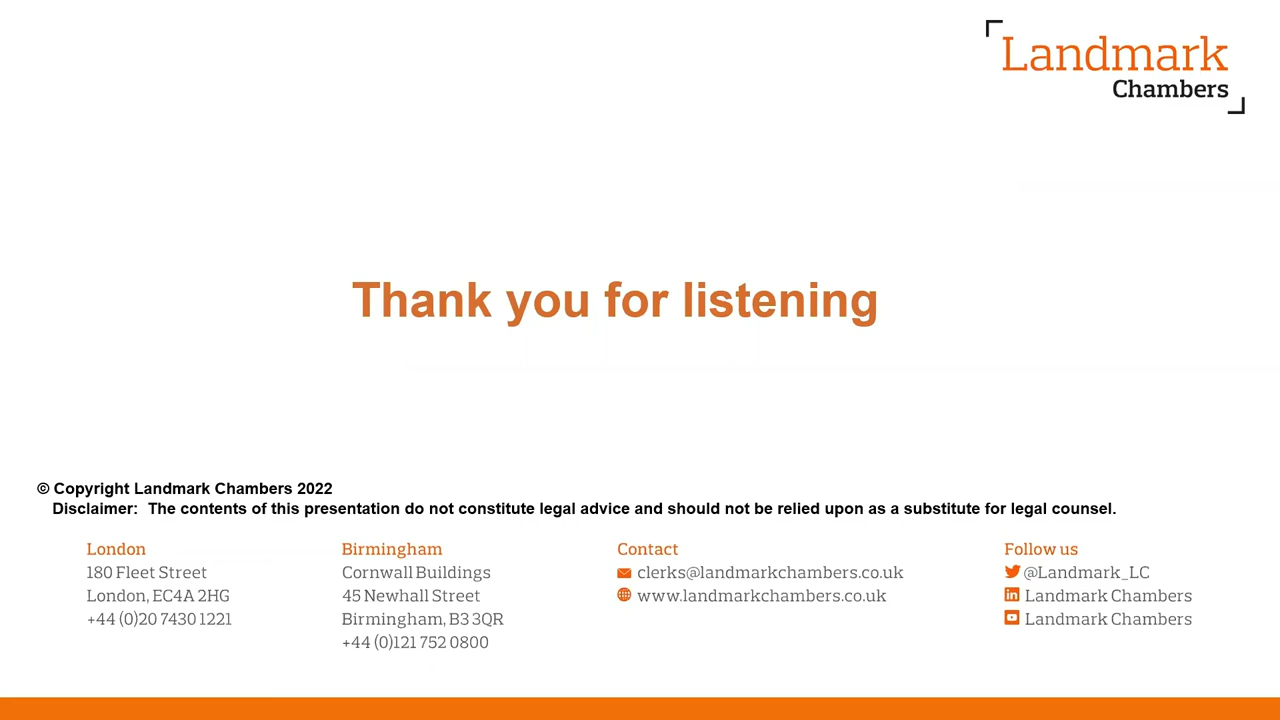 Landmark
Chambers
Thank you for listening
© Copyright Landmark Chambers 2022
Disclaimer: The contents of this presentation do not constitute legal advice and should not be relied upon as a substitute for legal counsel.
London
180 Fleet Street
London, EC4A 2HG
+44 (0)20 7430 1221
Birmingham
Cornwall Buildings
45 Newhall Street
Birmingham, B3 3QR
+44 (0)121 752 0800
Contact
clerks@landmarkchambers.co.uk
www.landmarkchambers.co.uk
Follow us
@Landmark_LC
Landmark Chambers
Landmark Chambers